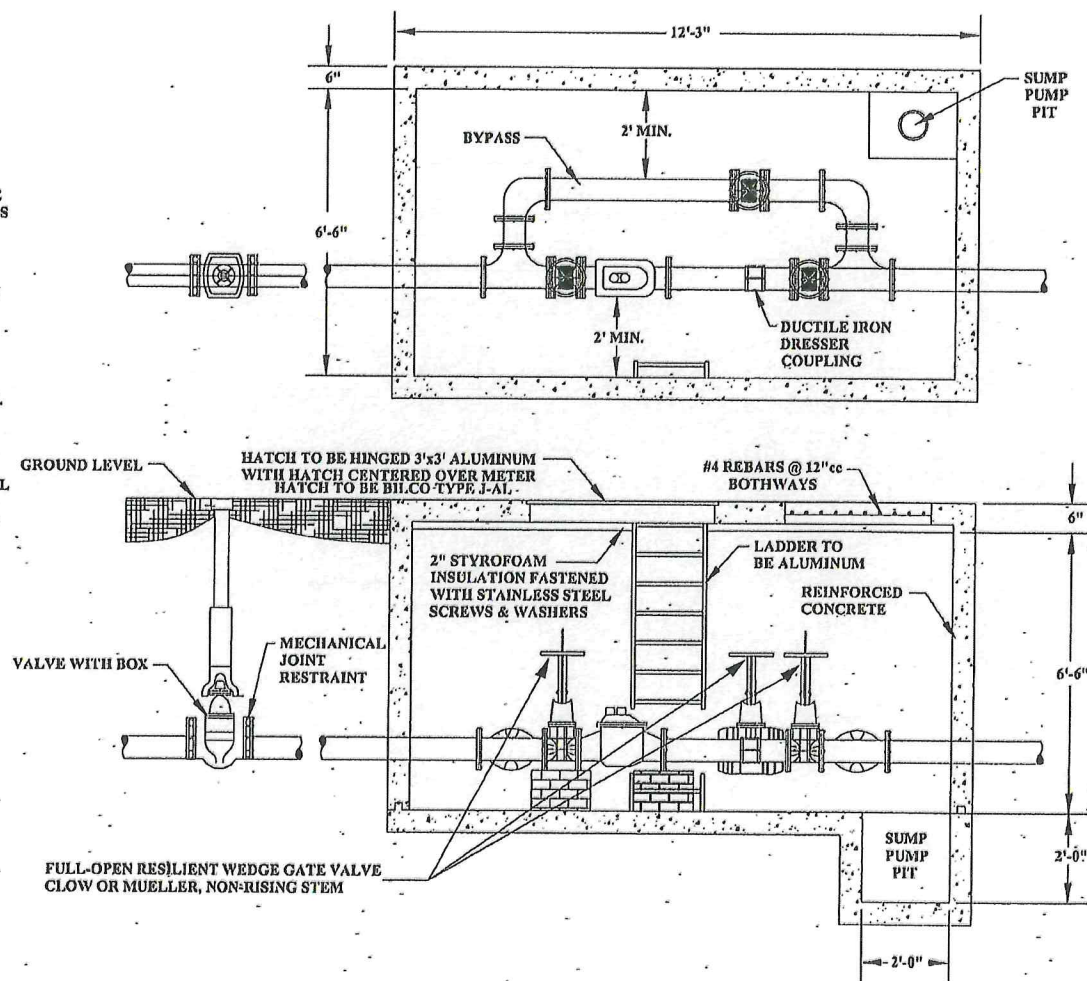 12'-3"
6"
SUMP
PUMP
PIT
2' MIN.
BYPASS
S
6'-6"
2' MIN.
DUCTILE IRON
DRESSER
COUPLING
GROUND LEVEL
HATCH TO BE HINGED 3'x3' ALUMINUM
WITH HATCH CENTERED OVER METER
HATCH TO BE BILCO TYPE J-AL
#4 REBARS @ 12"cc
BOTHWAYS
L
6"
2" STYROFOAM
INSULATION FASTENED
WITH STAINLESS STEEL
SCREWS & WASHERS
LADDER TO
BE ALUMINUM
REINFORCED
CONCRETE
MECHANICAL
JOINT
RESTRAINT
VALVE WITH BOX
6'-6"
SUMP
PUMP
PIT
2'-0"
FULL-OPEN RESILIENT WEDGE GATE VALVE
CLOW OR MUELLER, NON-RISING STEM
2'-0"